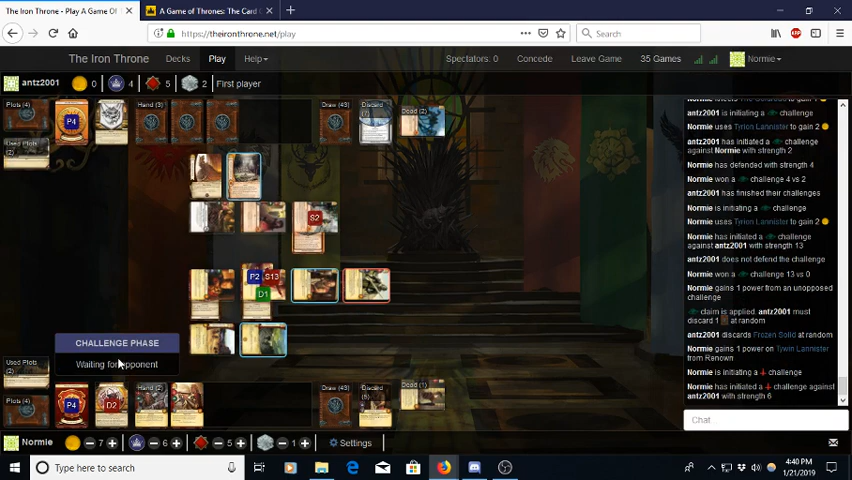 The Iron Throne - Play A Game Of
A Game of Thrones: The Card
https://theironthrone.net/play
Search
The Iron Throne
Decks
Play
Help
Spectators: 0
Concede
Leave Game
35 Games
Normie
antz2001
0
4
5
2
First player
Plots (4)
P4
Hand (3)
Draw (43)
Discard
(7)
Dead (2)
Used Plots
(2)
S2
P2
S13
D1
CHALLENGE PHASE
Waiting for opponent
Used Plots
(2)
Plots (4)
P4
D2
Hand (2)
Draw (43)
Discard
(5)
Dead (1)
Normie
7
6
5
1
Settings
antz2001 is initiating a challenge
Normie uses Tyrion Lannister to gain 2
antz2001 has initiated a challenge
against Normie with strength 2
Normie has defended with strength 4
Normie won a challenge 4 vs 2
antz2001 has finished their challenges
Normie is initiating a challenge
Normie uses Tyrion Lannister to gain 2
Normie has initiated a challenge
against antz2001 with strength 13
antz2001 does not defend the challenge
Normie won a challenge 13 vs 0
Normie gains 1 power from an unopposed
challenge
claim is applied. antz2001 must
discard 1 at random
antz2001 discards Frozen Solid at random
Normie gains 1 power on Tywin Lannister
from Renown
Normie is initiating a challenge
Normie has initiated a challenge against
antz2001 with strength 6
Chat...
Type here to search
4:40 PM
1/21/2019